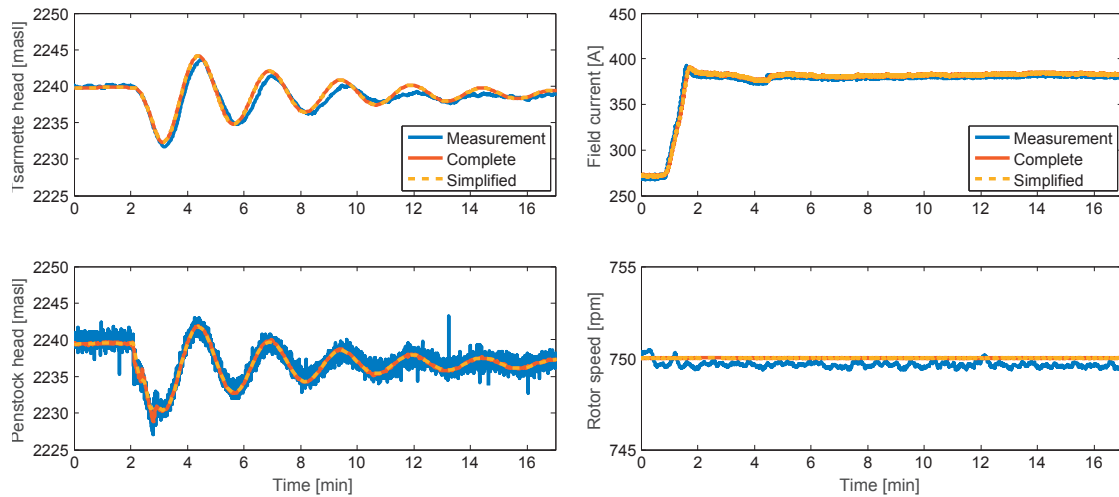 2250
2245
2240
2235
2230
2225
Tsarmette head [masl]
0 2 4 6 8 10 12 14 16
Measurement
Complete
Simplified
450
400
350
300
250
Field current [A]
0 2 4 6 8 10 12 14 16
Measurement
Complete
Simplified
2250
2245
2240
2235
2230
2225
Penstock head [masl]
0 2 4 6 8 10 12 14 16
Time [min]
755
750
745
Rotor speed [rpm]
0 2 4 6 8 10 12 14 16
Time [min]